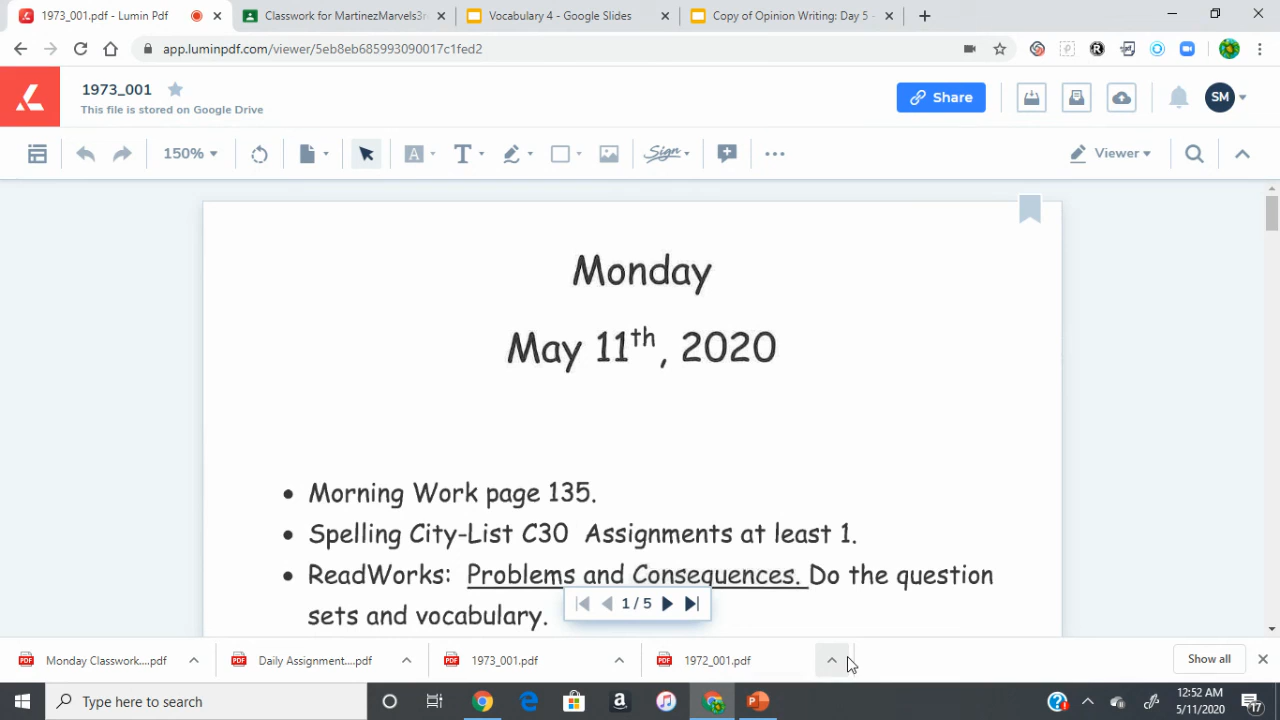 1973_001.pdf - Lumin Pdf
Classwork for MartinezMarvels3r
Vocabulary 4 - Google Slides
Copy of Opinion Writing: Day 5 -
app.luminpdf.com/viewer/5eb8eb685993090017c1fed2
1973_001
This file is stored on Google Drive
Share
SM
150%
A
T
Sign
Viewer
Monday
May 11th, 2020
• Morning Work page 135.
• Spelling City-List C30 Assignments at least 1.
• ReadWorks: Problems and Consequences. Do the question
sets and vocabulary.
1 / 5
Monday Classwork....pdf
Daily Assignment....pdf
1973_001.pdf
1972_001.pdf
Show all
Type here to search
12:52 AM
5/11/2020
17